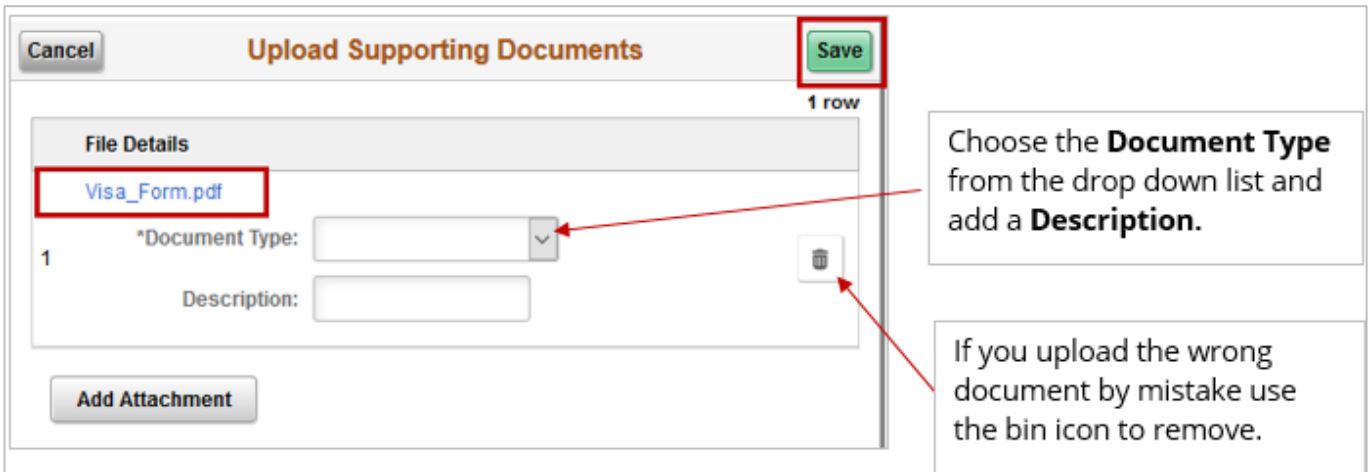 Cancel
Upload Supporting Documents
Save
1 row
File Details
Visa_Form.pdf
*Document Type:
1
Description:
Add Attachment
Choose the Document Type
from the drop down list and
add a Description.
If you upload the wrong
document by mistake use
the bin icon to remove.